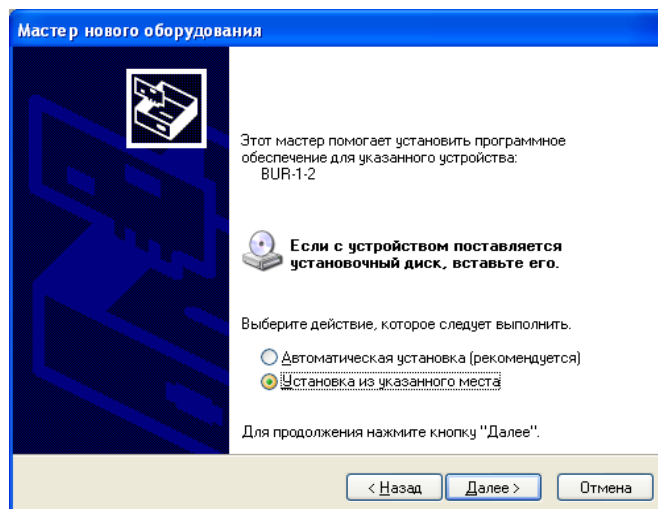 Мастер нового оборудования
Этот мастер помогает установить программное
обеспечение для указанного устройства:
BUR-1-2
Если с устройством поставляется
установочный диск, вставьте его.
Выберите действие, которое следует выполнить.
Автоматическая установка (рекомендуется)
Установка из указанного места
Для продолжения нажмите кнопку "Далее".
< Назад Далее > Отмена